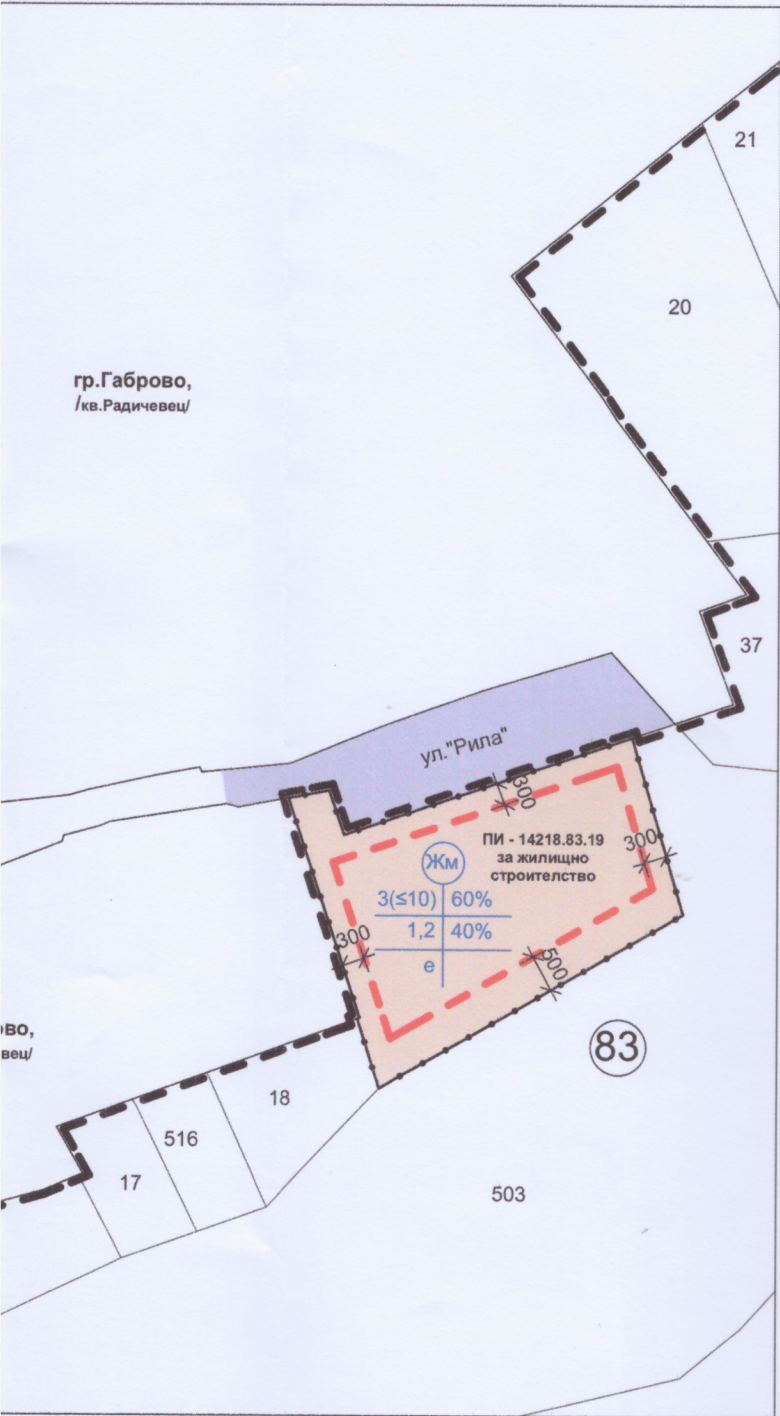 21
20
гр.Габрово,
/кв.Радичевец/
37
ул."Рила"
300
ПИ - 14218.83.19
за жилищно
строителство
300
Жм
3(≤10) 60%
1,2 40%
е
300
500
83
во,
вец/
18
516
17
503